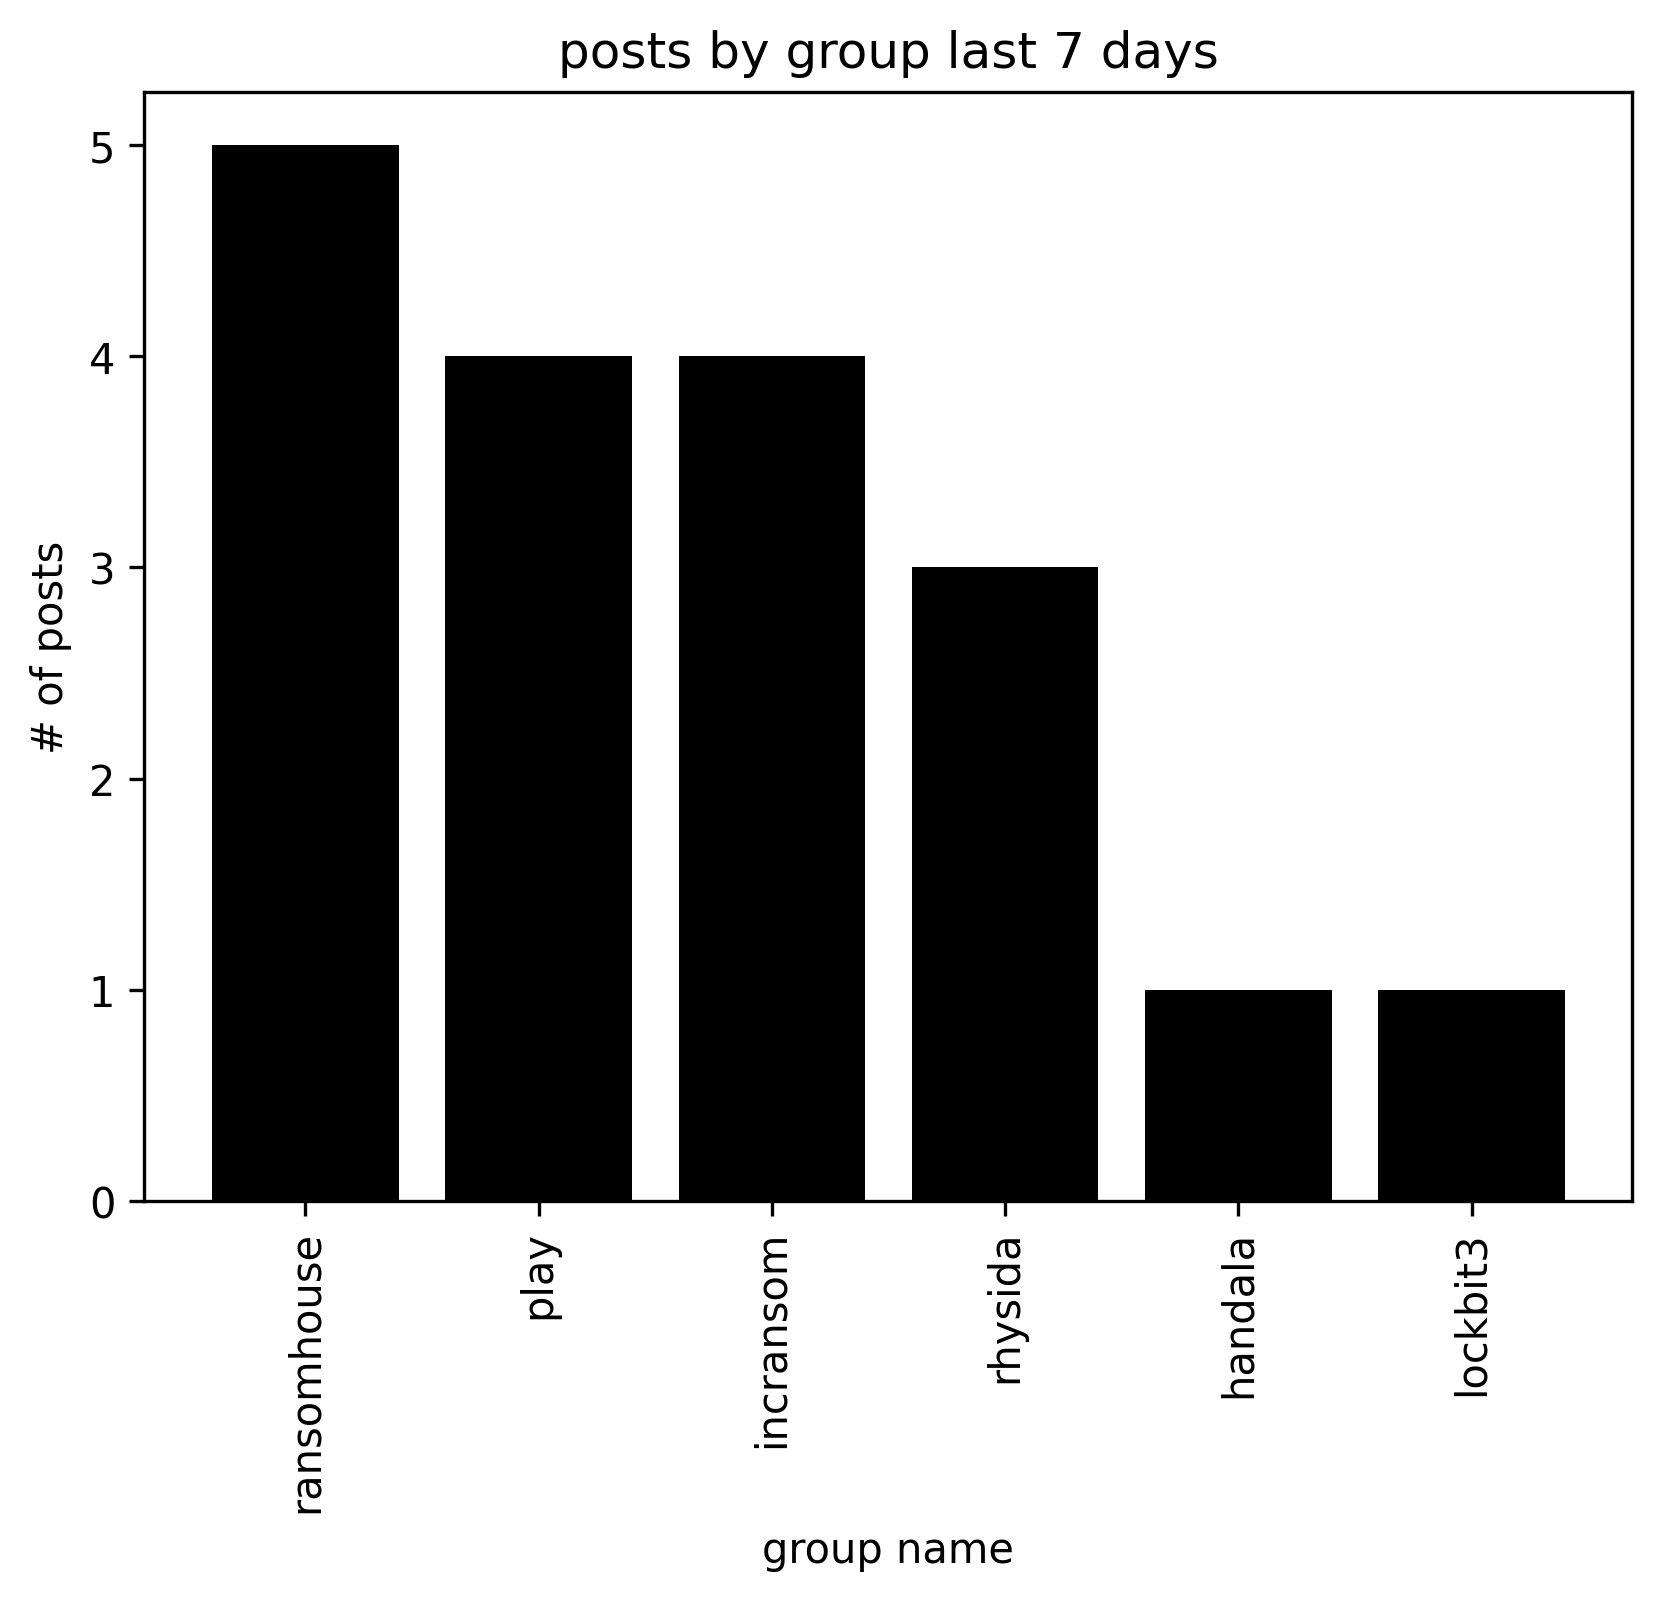 posts by group last 7 days
# of posts
5
4
3
2
1
0
ransomhouse
play
incransom
rhysida
handala
lockbit3
group name